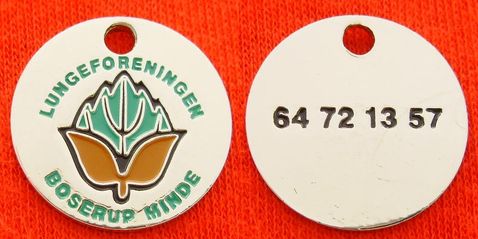 LUNGEFORENINGEN
BOSERUP MINDE
64 72 13 57